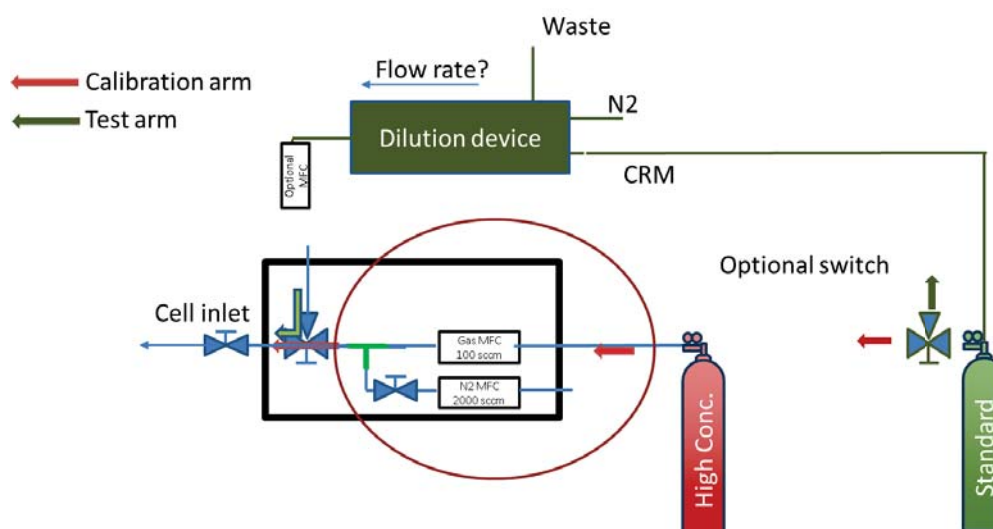 Waste
Flow rate?
Calibration arm
N2
Test arm
Dilution device
CRM
Optional
MFC
Optional switch
Cell inlet
Gas MFC
100 sccm
N2 MFC
2000 sccm
High Conc.
Standard